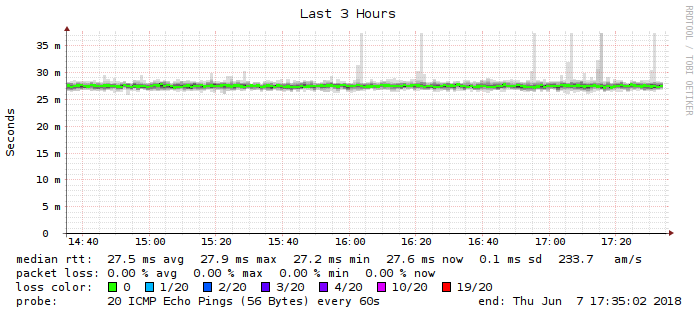 Last 3 Hours
RRDTOOL / TOBI OETIKER
Seconds
35 m
30 m
25 m
20 m
15 m
10 m
5 m
0
14:40 15:00 15:20 15:40 16:00 16:20 16:40 17:00 17:20
median rtt: 27.5 ms avg 27.9 ms max 27.2 ms min 27.6 ms now 0.1 ms sd 233.7 am/s
packet loss: 0.00 % avg 0.00 % max 0.00 % min 0.00 % now
loss color: 0 1/20 2/20 3/20 4/20 10/20 19/20
probe: 20 ICMP Echo Pings (56 Bytes) every 60s end: Thu Jun 7 17:35:02 2018